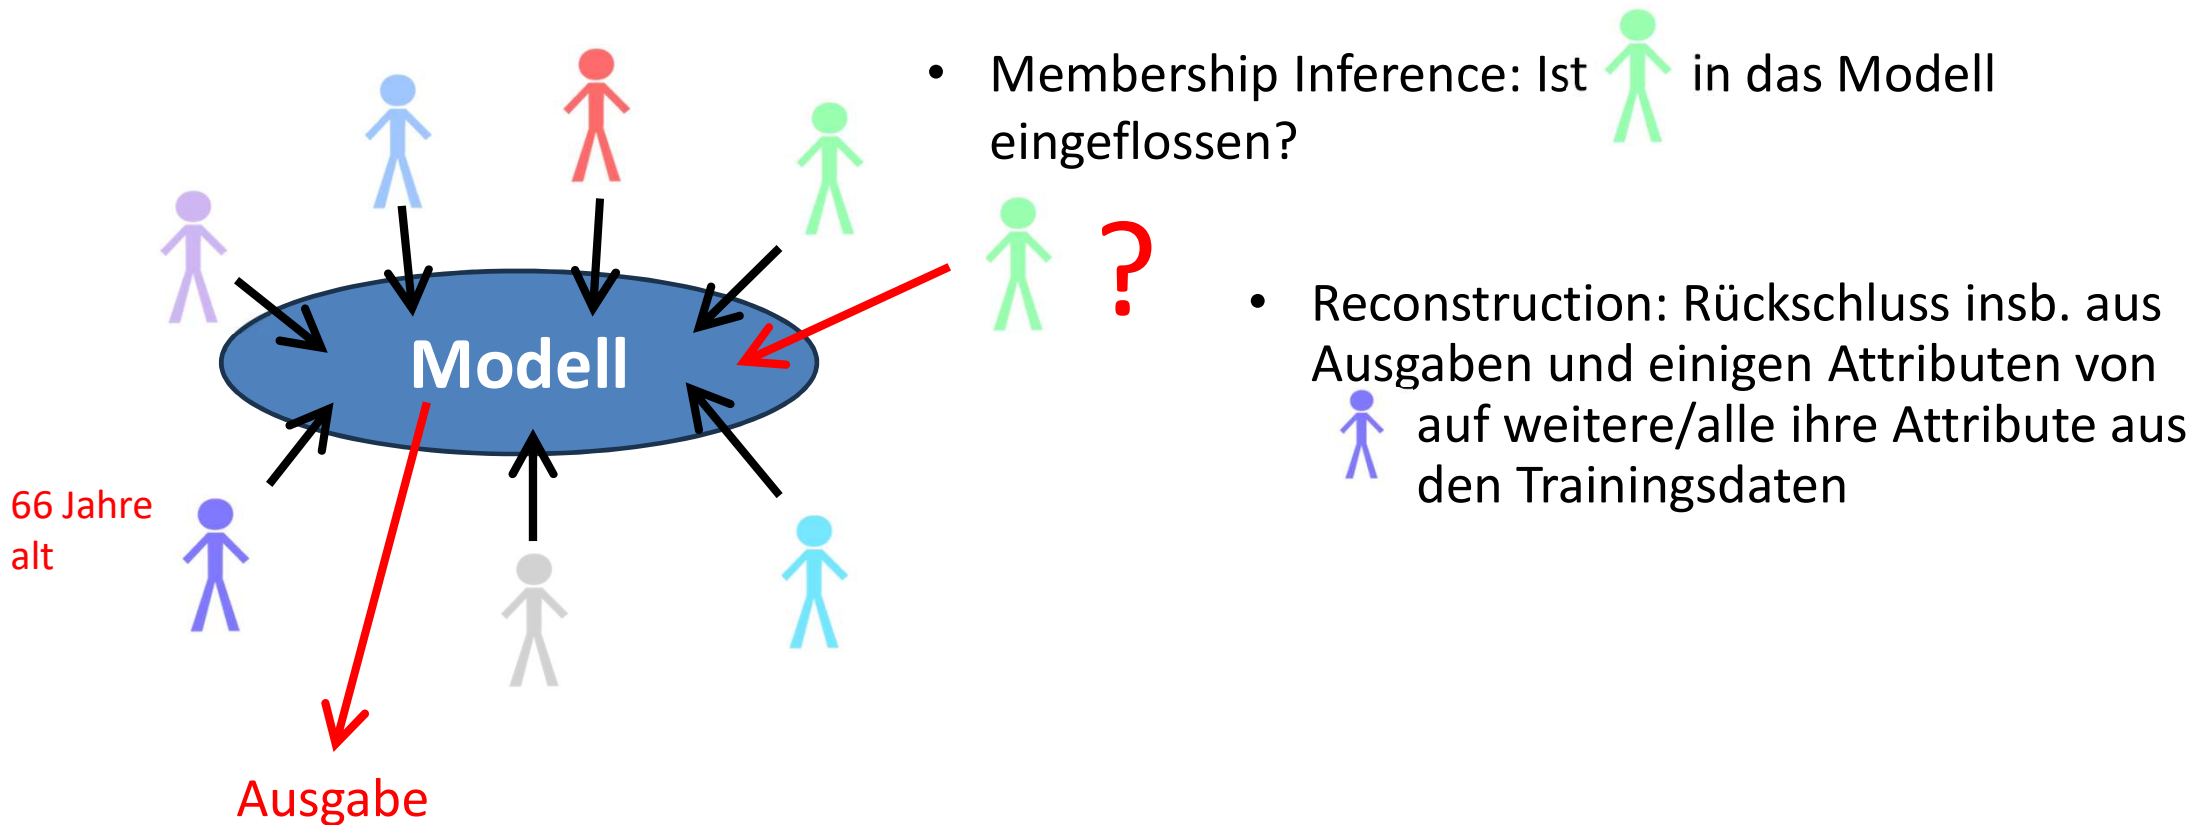 • Membership Inference: Ist in das Modell
eingeflossen?
?
• Reconstruction: Rückschluss insb. aus
Ausgaben und einigen Attributen von
auf weitere/alle ihre Attribute aus
den Trainingsdaten
Modell
66 Jahre
alt
Ausgabe